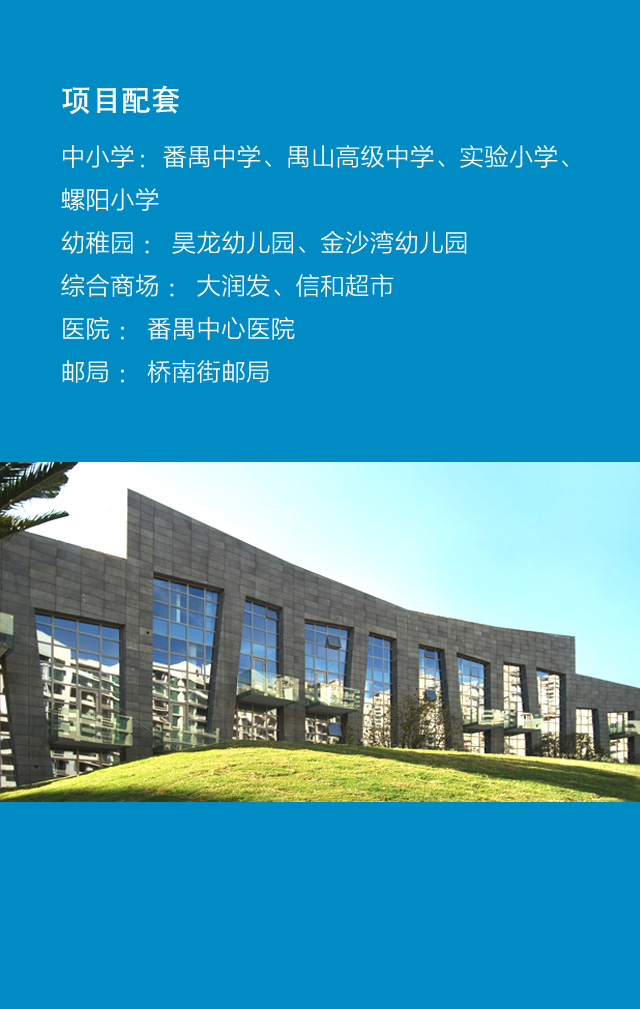 项目配套
中小学：番禺中学、禺山高级中学、实验小学、
螺阳小学
幼稚园： 昊龙幼儿园、金沙湾幼儿园
综合商场： 大润发、信和超市
医院： 番禺中心医院
邮局： 桥南街邮局